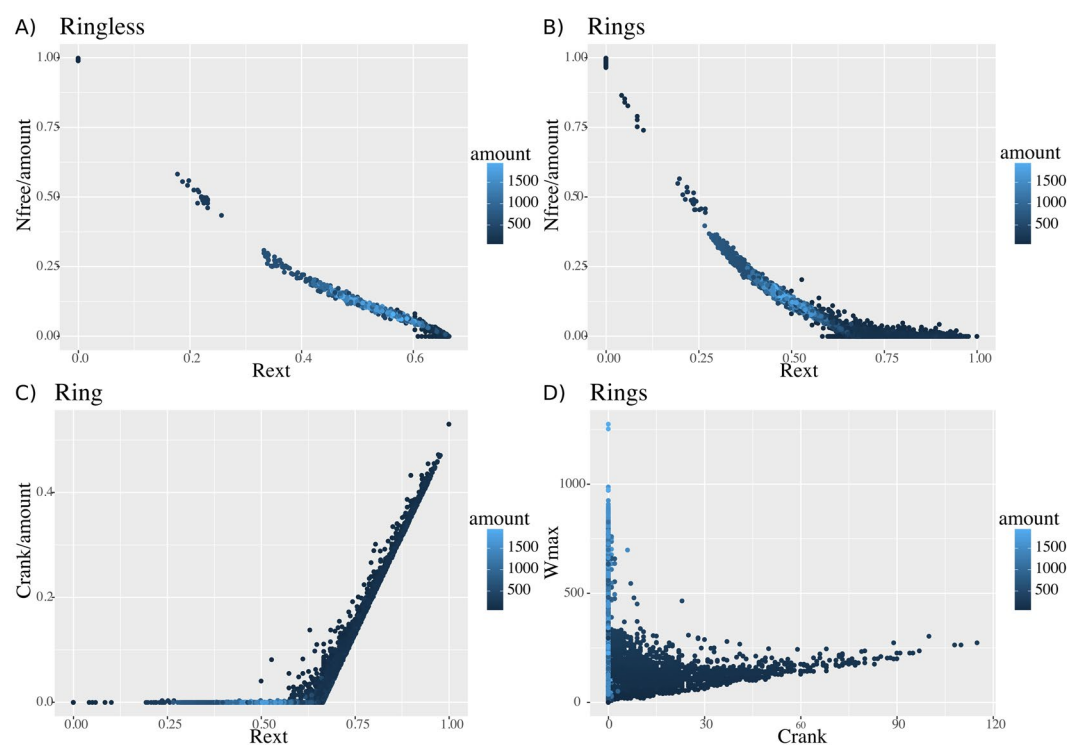 A) Ringless
Nfree/amount
1.00
0.75
0.50
0.25
0.00
0.0 0.2 0.4 0.6
Rext
amount
1500
1000
500
B) Rings
Nfree/amount
1.00
0.75
0.50
0.25
0.00
0.00 0.25 0.50 0.75 1.00
Rext
amount
1500
1000
500
C) Ring
Crank/amount
0.4
0.2
0.0
0.00 0.25 0.50 0.75 1.00
Rext
amount
1500
1000
500
D) Rings
Wmax
1000
500
0
0 30 60 90 120
Crank
amount
1500
1000
500